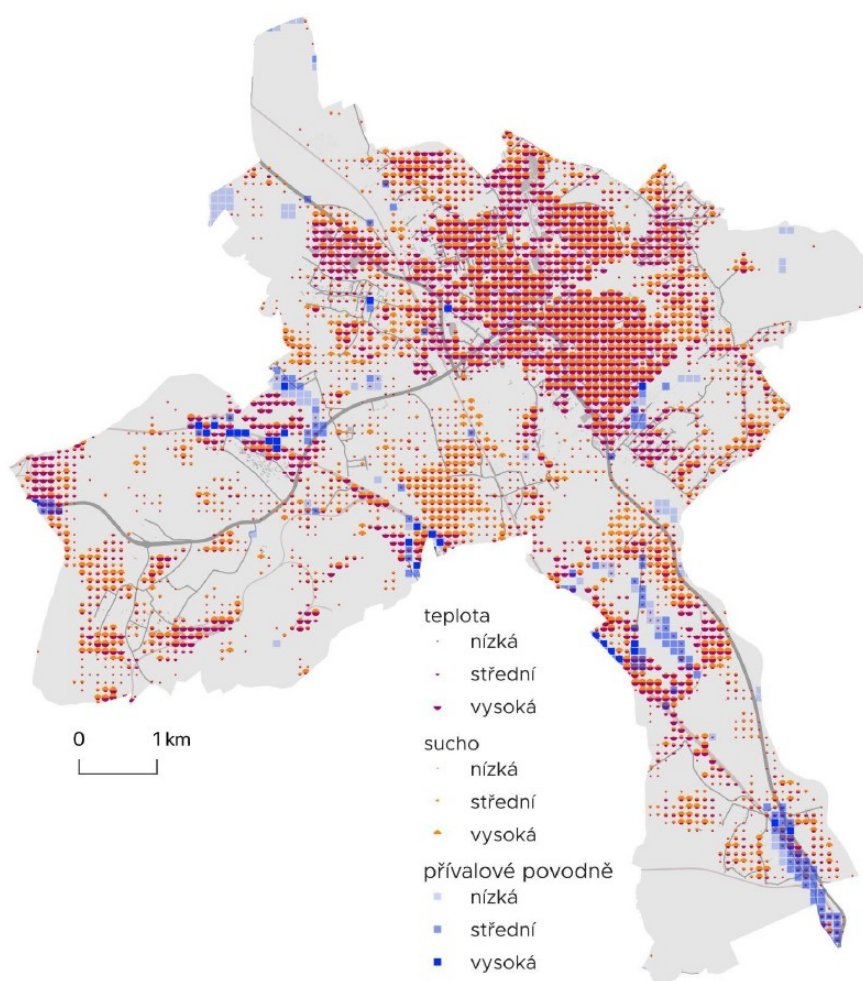 teplota
nízká
střední
vysoká
sucho
nízká
střední
vysoká
přívalové povodně
nízká
střední
vysoká
0 1 km